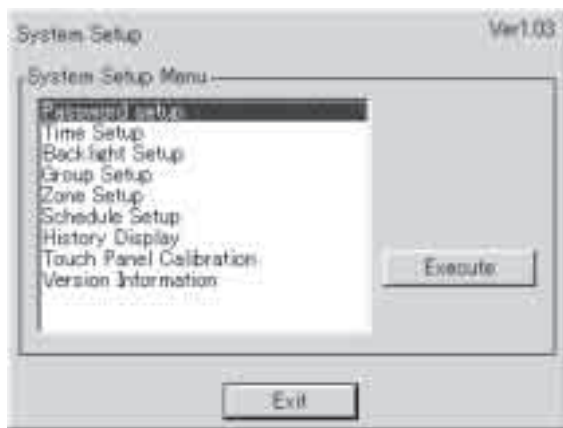 System Setup
Ver1.03
System Setup Menu
Password setup
Time Setup
Backlight Setup
Group Setup
Zone Setup
Schedule Setup
History Display
Touch Panel Calibration
Version Information
Execute
Exit